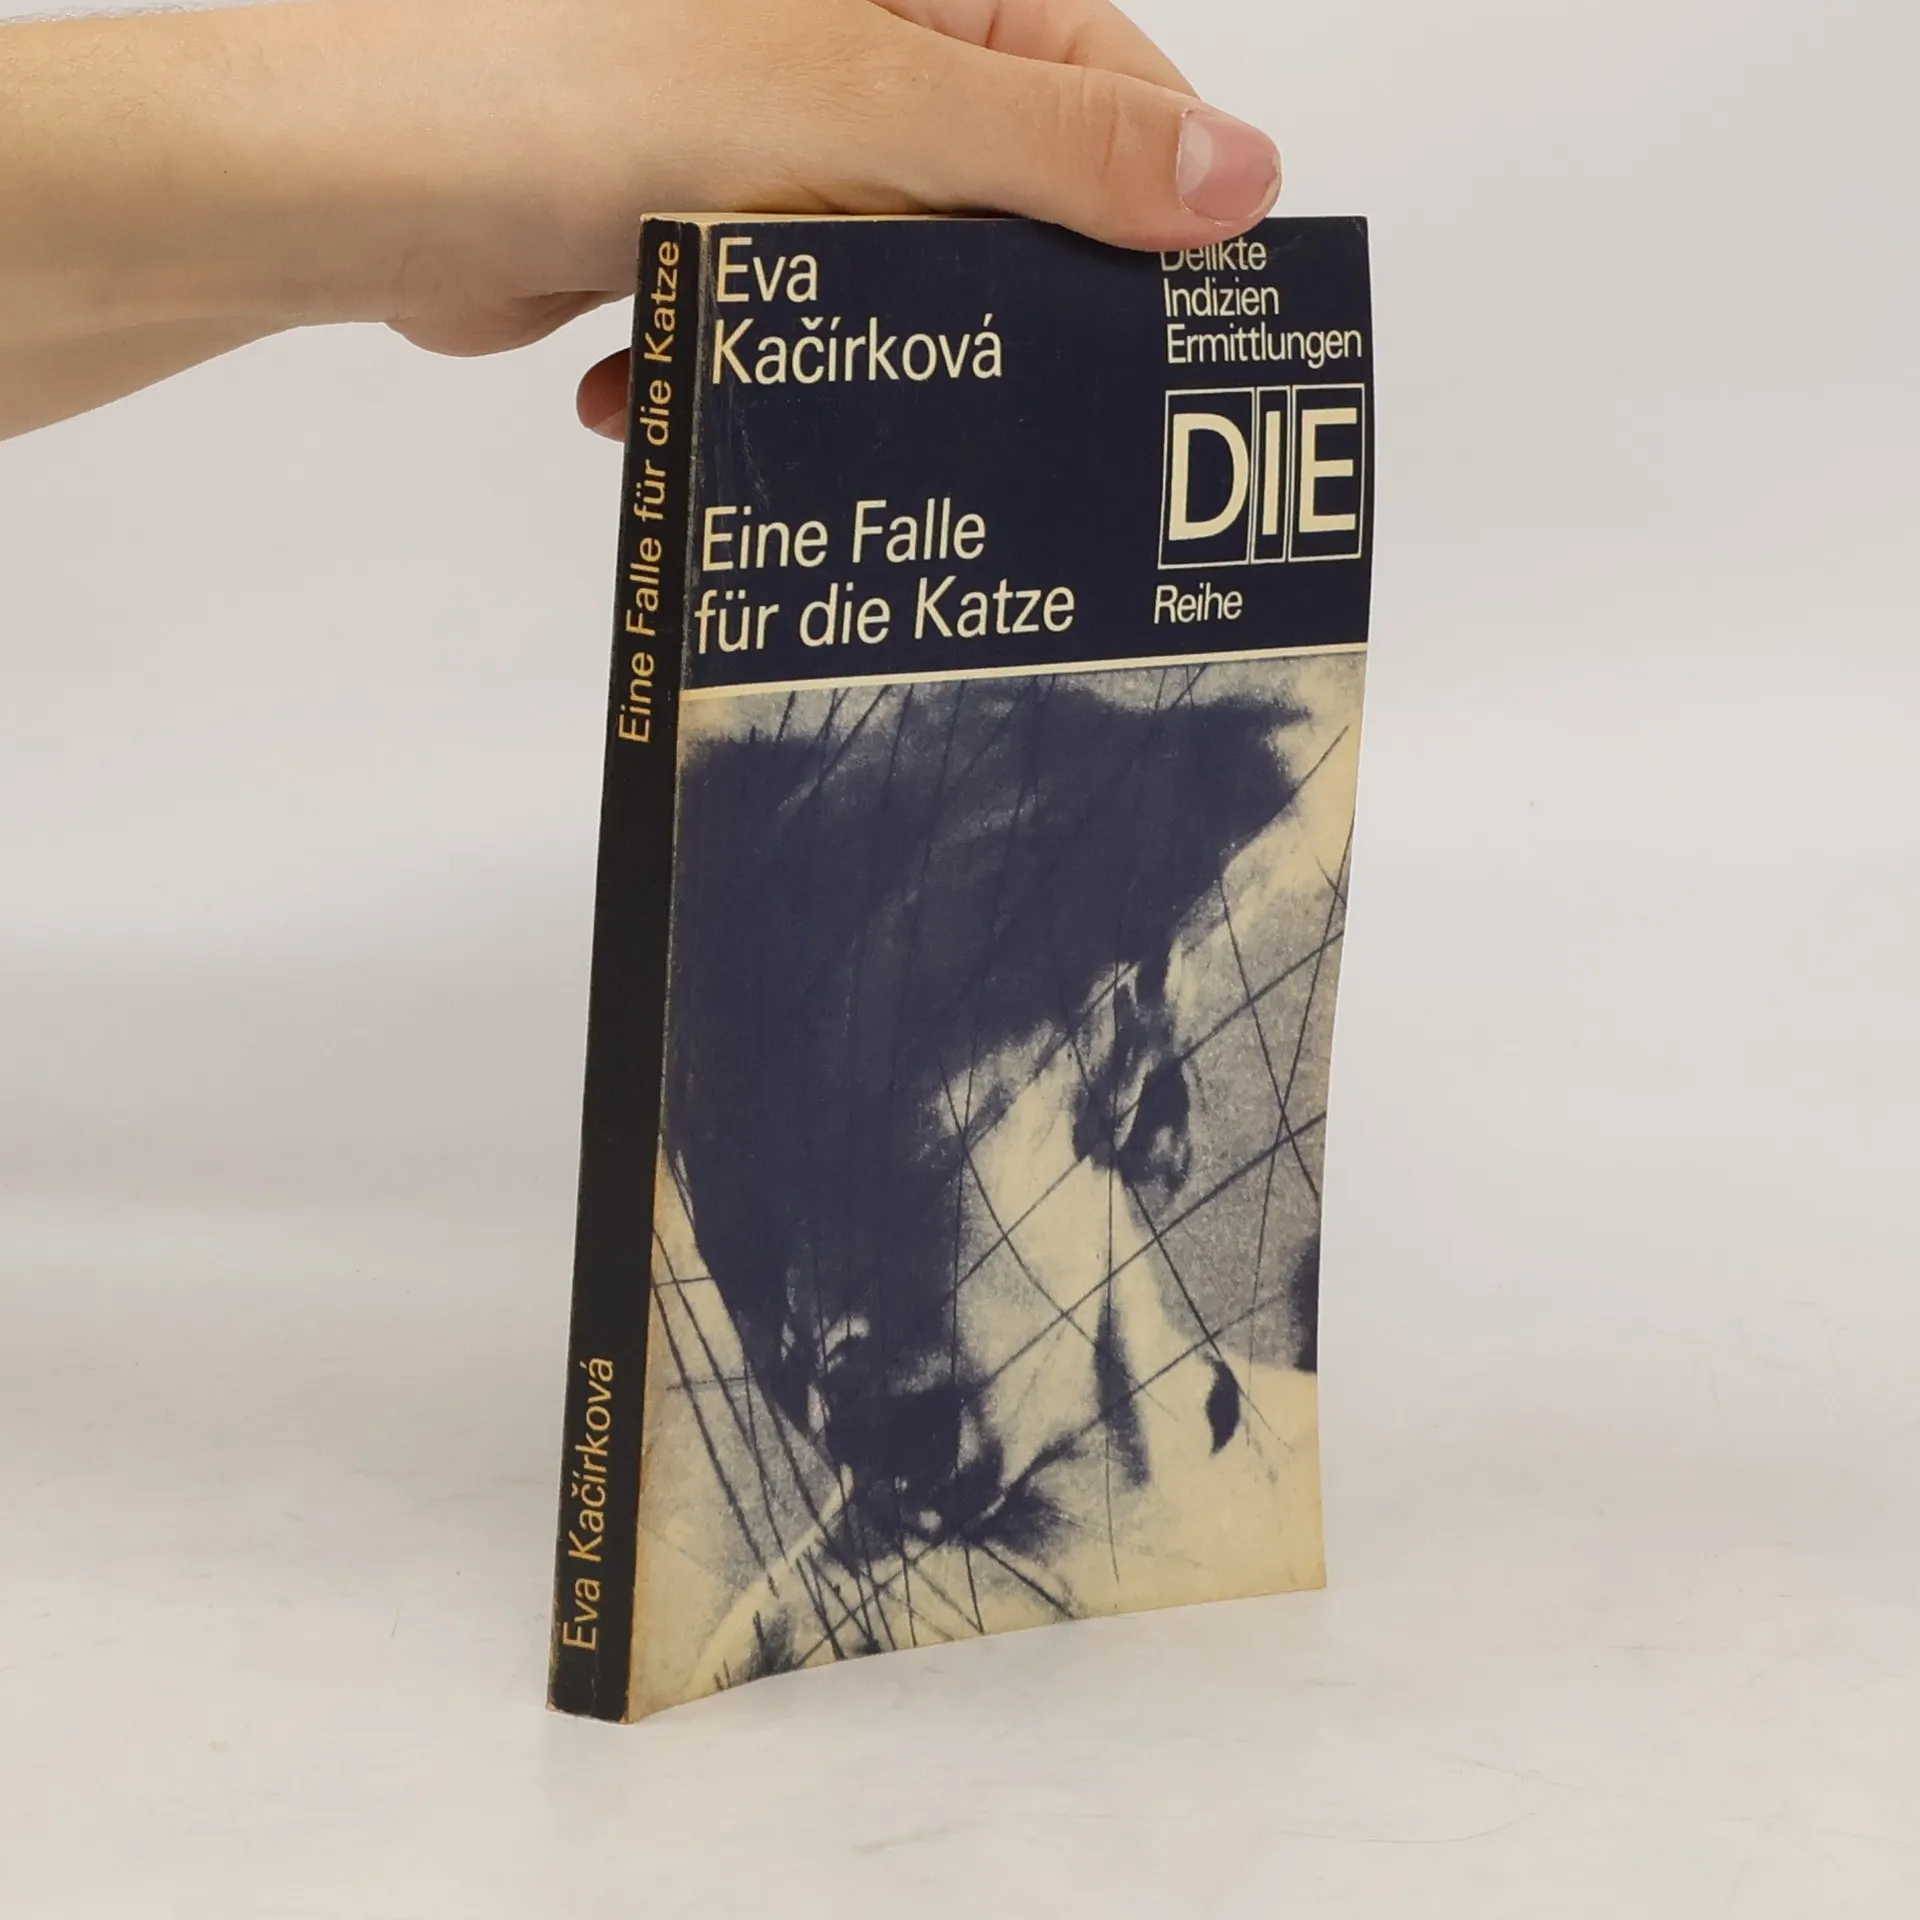 Eine Falle für die Katze
Eva Kačírková
Eva
Kačírková
Eine Falle
für die Katze
Delikte
Indizien
Ermittlungen
DIE
Reihe